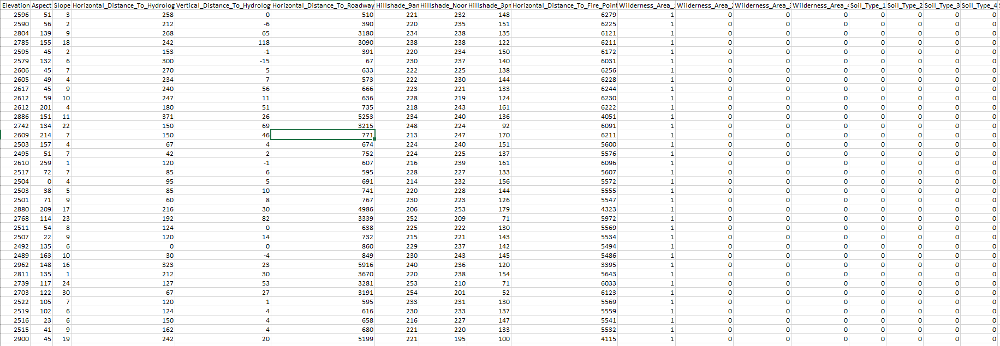 Elevation Aspect Slope Horizontal_Distance_To_Hydrolog Vertical_Distance_To_Hydrolog Horizontal_Distance_To_Roadway Hillshade_9ar Hillshade_Noor Hillshade_3pr Horizontal_Distance_To_Fire_Point Wilderness_Area_1 Wilderness_Area_2 Wilderness_Area_3 Wilderness_Area_4 Soil_Type_1 Soil_Type_2 Soil_Type_3 Soil_Type_4
2596 51 3 258 0 510 221 232 148 6279 1 0 0 0 0 0 0 0
2590 56 2 212 -6 390 220 235 151 6225 1 0 0 0 0 0 0 0
2804 139 9 268 65 3180 234 238 135 6121 1 0 0 0 0 0 0 0
2785 155 18 242 118 3090 238 238 122 6211 1 0 0 0 0 0 0 0
2595 45 2 153 -1 391 220 234 150 6172 1 0 0 0 0 0 0 0
2579 132 6 300 -15 67 230 237 140 6031 1 0 0 0 0 0 0 0
2606 45 7 270 5 633 222 225 138 6256 1 0 0 0 0 0 0 0
2605 49 4 234 7 573 222 230 144 6228 1 0 0 0 0 0 0 0
2617 45 9 240 56 666 223 221 133 6244 1 0 0 0 0 0 0 0
2612 59 10 247 11 636 228 219 124 6230 1 0 0 0 0 0 0 0
2612 201 4 180 51 735 218 243 161 6222 1 0 0 0 0 0 0 0
2886 151 11 371 26 5253 234 240 136 4051 1 0 0 0 0 0 0 0
2742 134 22 150 69 3215 248 224 92 6091 1 0 0 0 0 0 0 0
2609 214 7 150 46 771 213 247 170 6211 1 0 0 0 0 0 0 0
2503 157 4 67 4 674 224 240 151 5600 1 0 0 0 0 0 0 0
2495 51 7 42 2 752 224 225 137 5576 1 0 0 0 0 0 0 0
2610 259 1 120 -1 607 216 239 161 6096 1 0 0 0 0 0 0 0
2517 72 7 85 6 595 228 227 133 5607 1 0 0 0 0 0 0 0
2504 0 4 95 5 691 214 232 156 5572 1 0 0 0 0 0 0 0
2503 38 5 85 10 741 220 228 144 5555 1 0 0 0 0 0 0 0
2501 71 9 60 8 767 230 223 126 5547 1 0 0 0 0 0 0 0
2880 209 17 216 30 4986 206 253 179 4323 1 0 0 0 0 0 0 0
2768 114 23 192 82 3339 252 209 71 5972 1 0 0 0 0 0 0 0
2511 54 8 124 0 638 225 222 130 5569 1 0 0 0 0 0 0 0
2507 22 9 120 14 732 215 221 143 5534 1 0 0 0 0 0 0 0
2492 135 6 0 0 860 229 237 142 5494 1 0 0 0 0 0 0 0
2489 163 10 30 -4 849 230 243 145 5486 1 0 0 0 0 0 0 0
2962 148 16 323 23 5916 240 236 120 3395 1 0 0 0 0 0 0 0
2811 135 1 212 30 3670 220 238 154 5643 1 0 0 0 0 0 0 0
2739 117 24 127 53 3281 253 210 71 6033 1 0 0 0 0 0 0 0
2703 122 30 67 27 3191 254 201 52 6123 1 0 0 0 0 0 0 0
2522 105 7 120 1 595 233 231 130 5569 1 0 0 0 0 0 0 0
2519 102 6 124 4 616 230 233 137 5559 1 0 0 0 0 0 0 0
2516 23 6 150 4 658 216 227 147 5541 1 0 0 0 0 0 0 0
2515 41 9 162 4 680 221 220 133 5532 1 0 0 0 0 0 0 0
2900 45 19 242 20 5199 221 195 100 4115 1 0 0 0 0 0 0 0